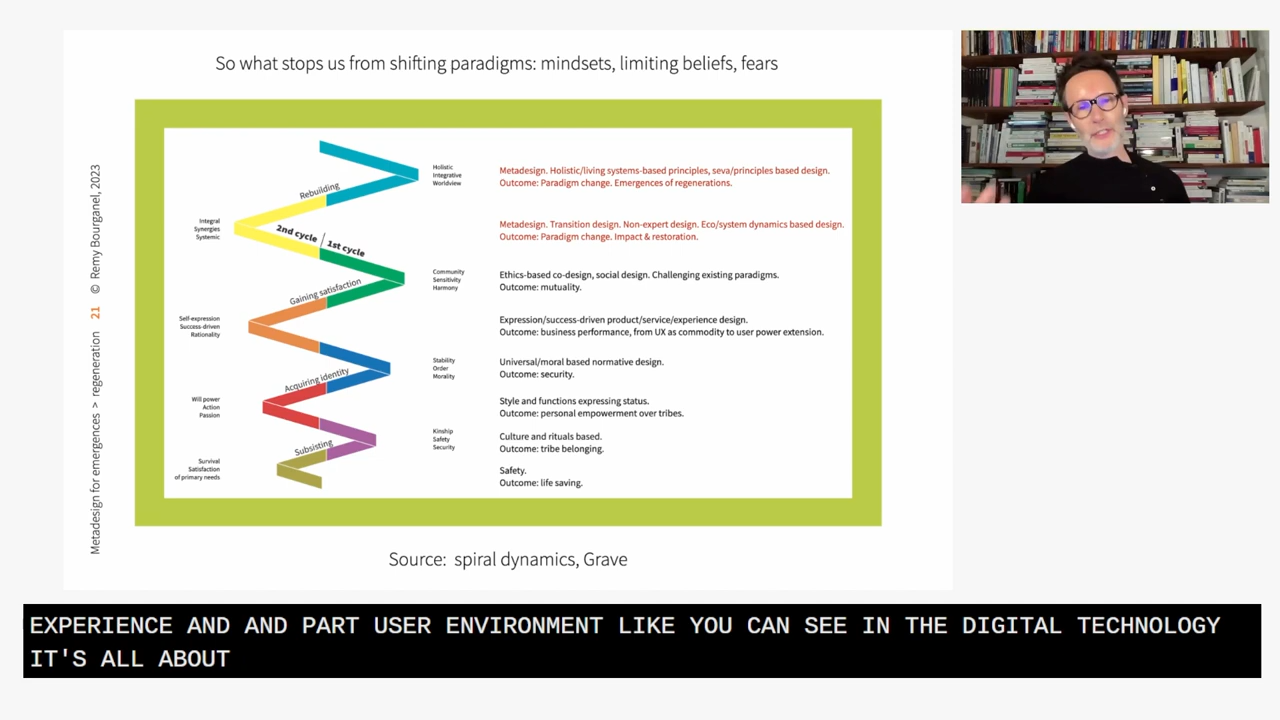 So what stops us from shifting paradigms: mindsets, limiting beliefs, fears
Metadesign for emergences > regeneration 21 © Remy Bourganel, 2023
Rebuilding
Holistic
Integrative
Worldview
Metadesign. Holistic/living systems-based principles, seva/principles based design.
Outcome: Paradigm change. Emergences of regenerations.
Integral
Synergies
Systemic
2nd cycle / 1st cycle
Metadesign. Transition design. Non-expert design. Eco/system dynamics based design.
Outcome: Paradigm change. Impact & restoration.
Gaining satisfaction
Community
Sensitivity
Harmony
Ethics-based co-design, social design. Challenging existing paradigms.
Outcome: mutuality.
Self-expression
Success-driven
Rationality
Expression/success-driven product/service/experience design.
Outcome: business performance, from UX as commodity to user power extension.
Acquiring identity
Stability
Order
Morality
Universal/moral based normative design.
Outcome: security.
Will power
Action
Passion
Style and functions expressing status.
Outcome: personal empowerment over tribes.
Subsisting
Kinship
Safety
Security
Culture and rituals based.
Outcome: tribe belonging.
Survival
Satisfaction
of primary needs
Safety.
Outcome: life saving.
Source: spiral dynamics, Grave
EXPERIENCE AND AND PART USER ENVIRONMENT LIKE YOU CAN SEE IN THE DIGITAL TECHNOLOGY
IT'S ALL ABOUT